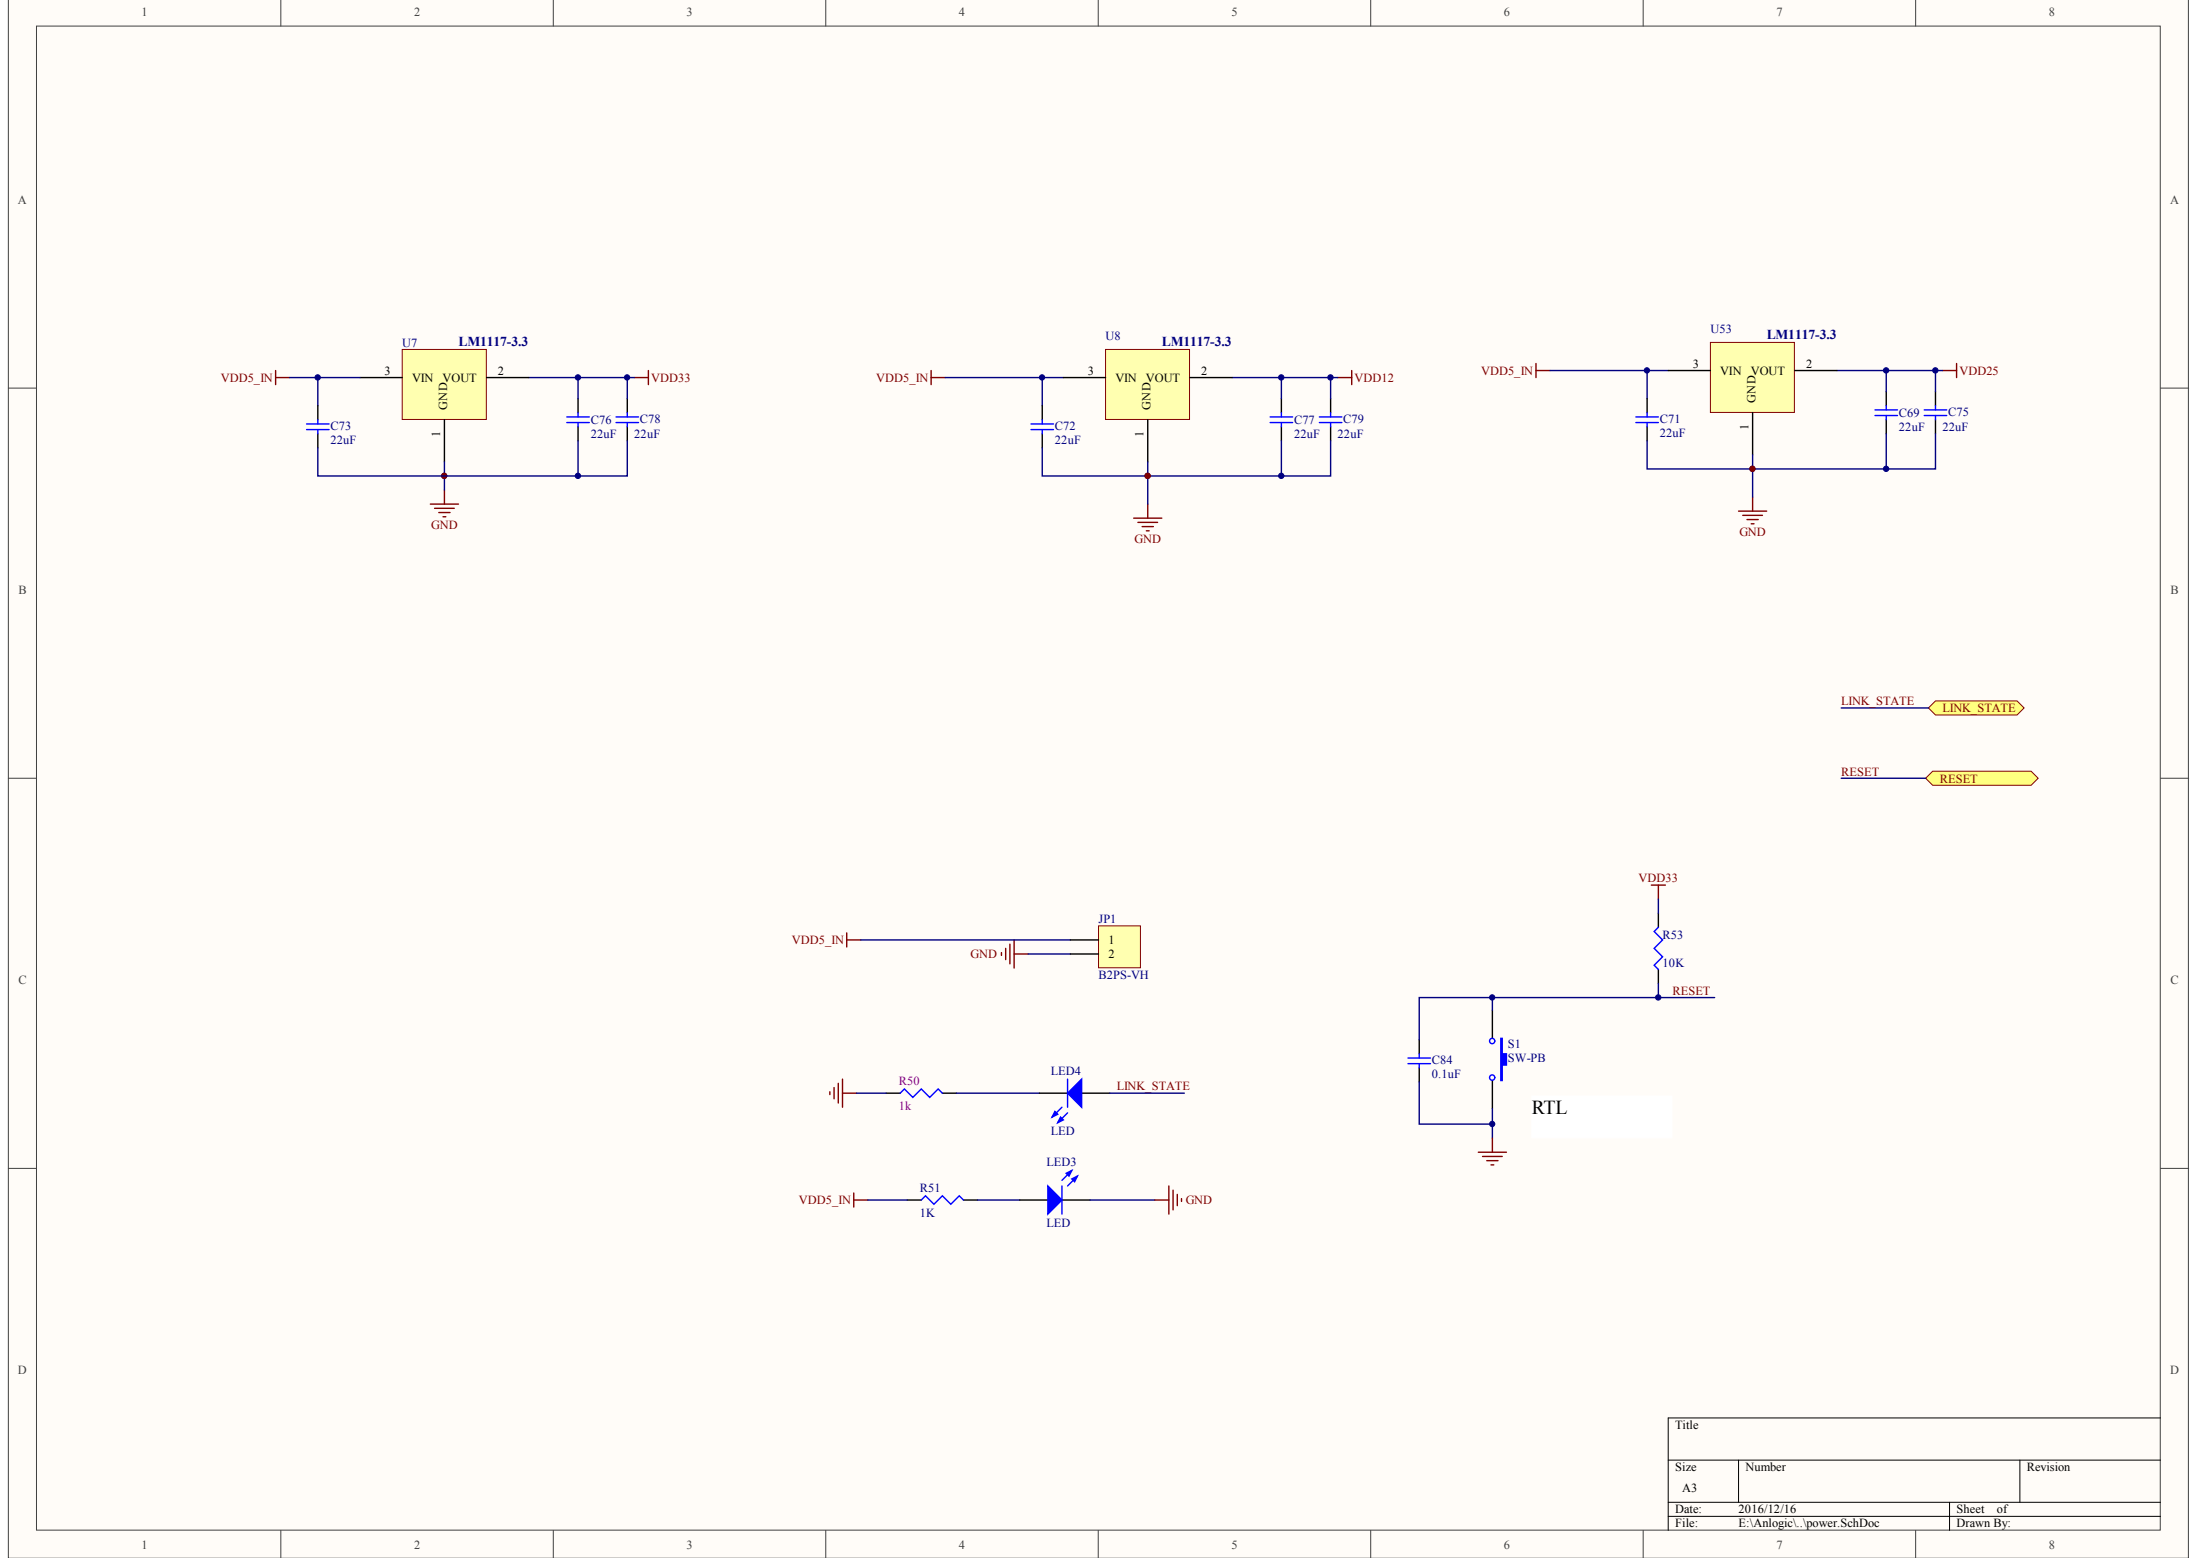 1 2 3 4 5 6 7 8
A A
U7 LM1117-3.3
VDD5_IN 3 VIN VOUT 2 VDD33
GND
1
C73
22uF
C76
22uF
C78
22uF
GND
U8 LM1117-3.3
VDD5_IN 3 VIN VOUT 2 VDD12
GND
1
C72
22uF
C77
22uF
C79
22uF
GND
U53 LM1117-3.3
VDD5_IN 3 VIN VOUT 2 VDD25
GND
1
C71
22uF
C69
22uF
C75
22uF
GND
B B
LINK_STATE LINK_STATE
RESET RESET
JP1
VDD5_IN 1
GND 2
B2PS-VH
VDD33
R53
10K
RESET
C C
C84
0.1uF
S1
SW-PB
RTL
R50
1k
LED4
LINK_STATE
LED
LED3
VDD5_IN R51
1K
GND
LED
D D
Title
Size Number Revision
A3
Date: 2016/12/16 Sheet of
File: E:\Anlogic\..\power.SchDoc Drawn By:
1 2 3 4 5 6 7 8